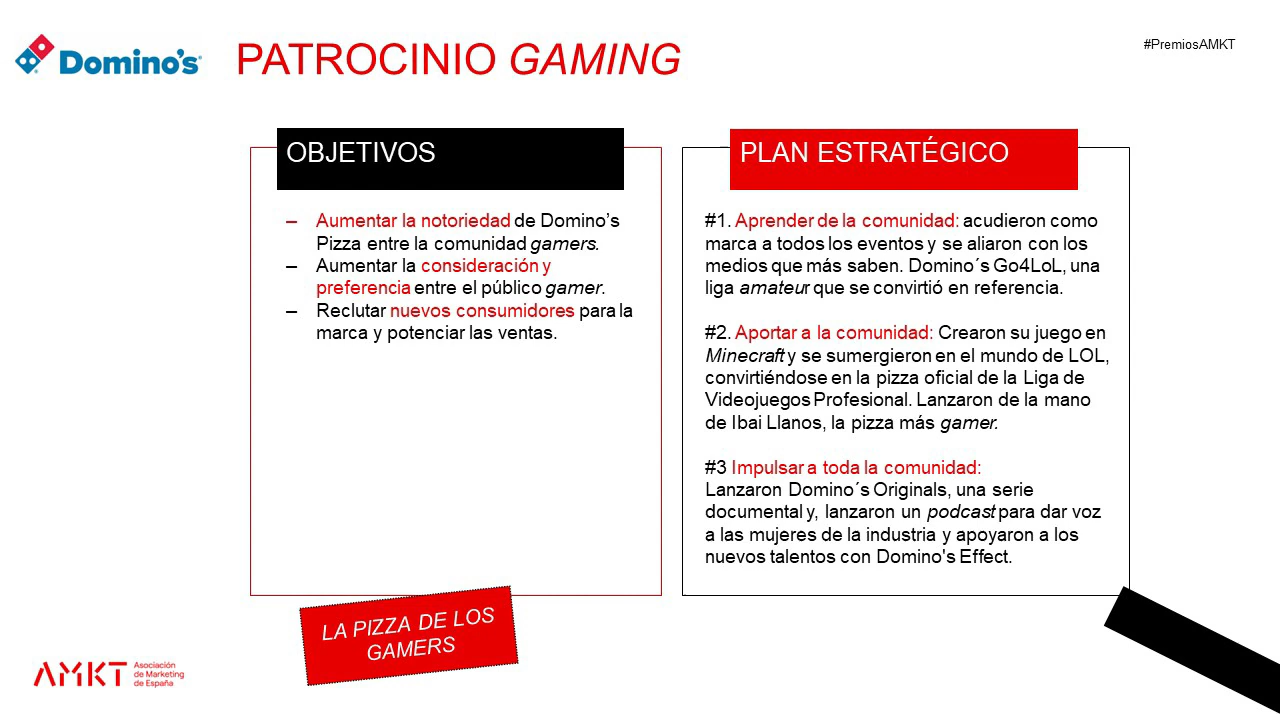 Domino's
PATROCINIO GAMING
#PremiosAMKT
OBJETIVOS
– Aumentar la notoriedad de Domino’s
Pizza entre la comunidad gamers.
– Aumentar la consideración y
preferencia entre el público gamer.
– Reclutar nuevos consumidores para la
marca y potenciar las ventas.
PLAN ESTRATÉGICO
#1. Aprender de la comunidad: acudieron como
marca a todos los eventos y se aliaron con los
medios que más saben. Domino´s Go4LoL, una
liga amateur que se convirtió en referencia.
#2. Aportar a la comunidad: Crearon su juego en
Minecraft y se sumergieron en el mundo de LOL,
convirtiéndose en la pizza oficial de la Liga de
Videojuegos Profesional. Lanzaron de la mano
de Ibai Llanos, la pizza más gamer.
#3 Impulsar a toda la comunidad:
Lanzaron Domino´s Originals, una serie
documental y, lanzaron un podcast para dar voz
a las mujeres de la industria y apoyaron a los
nuevos talentos con Domino's Effect.
LA PIZZA DE LOS
GAMERS
AMKT
Asociación
de Marketing
de España